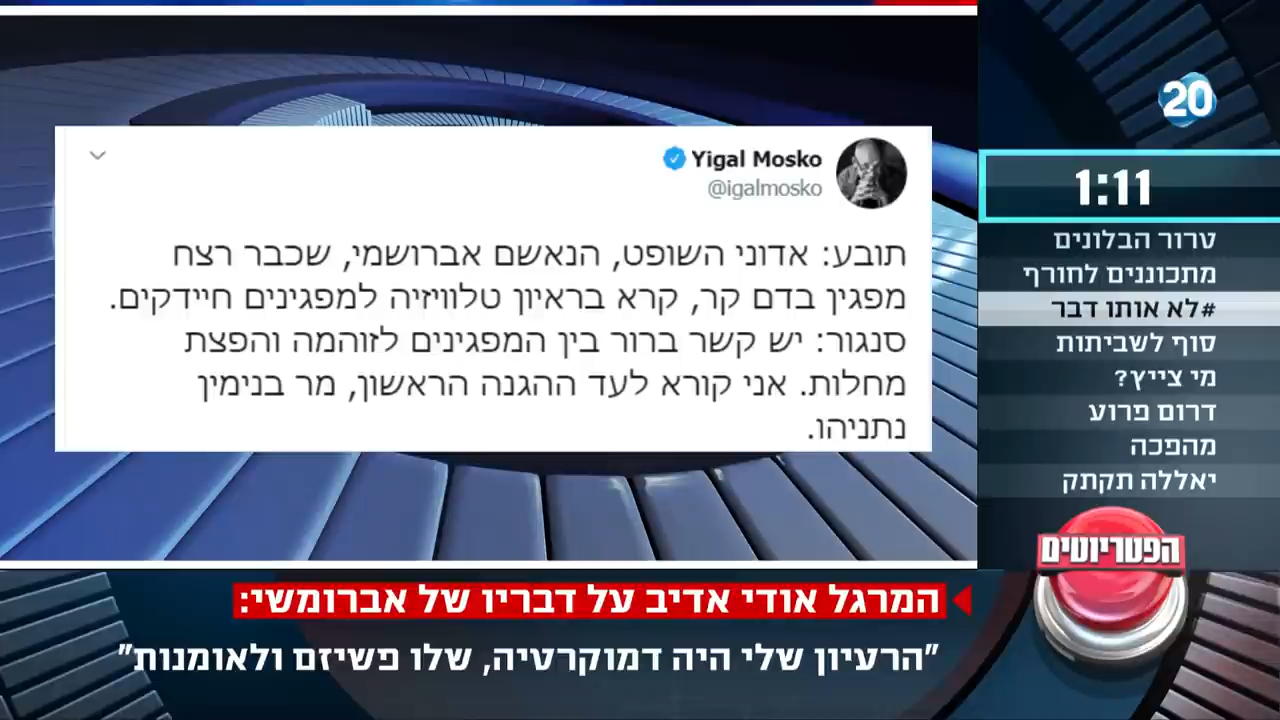 Yigal Mosko
@igalmosko
תובע: אדוני השופט, הנאשם אברושמי, שכבר רצח
מפגין בדם קר, קרא בראיון טלוויזיה למפגינים חיידקים.
סנגור: יש קשר ברור בין המפגינים לזוהמה והפצת
מחלות. אני קורא לעד ההגנה הראשון, מר בנימין
נתניהו.
20
1:11
טרור הבלונים
מתכוננים לחורף
#לא אותו דבר
סוף לשביתות
מי צייץ?
דרום פרוע
מהפכה
יאללה תקתק
הפטריוטים
המרגל אודי אדיב על דבריו של אברומשי:
"הרעיון שלי היה דמוקרטיה, שלו פשיזם ולאומנות"